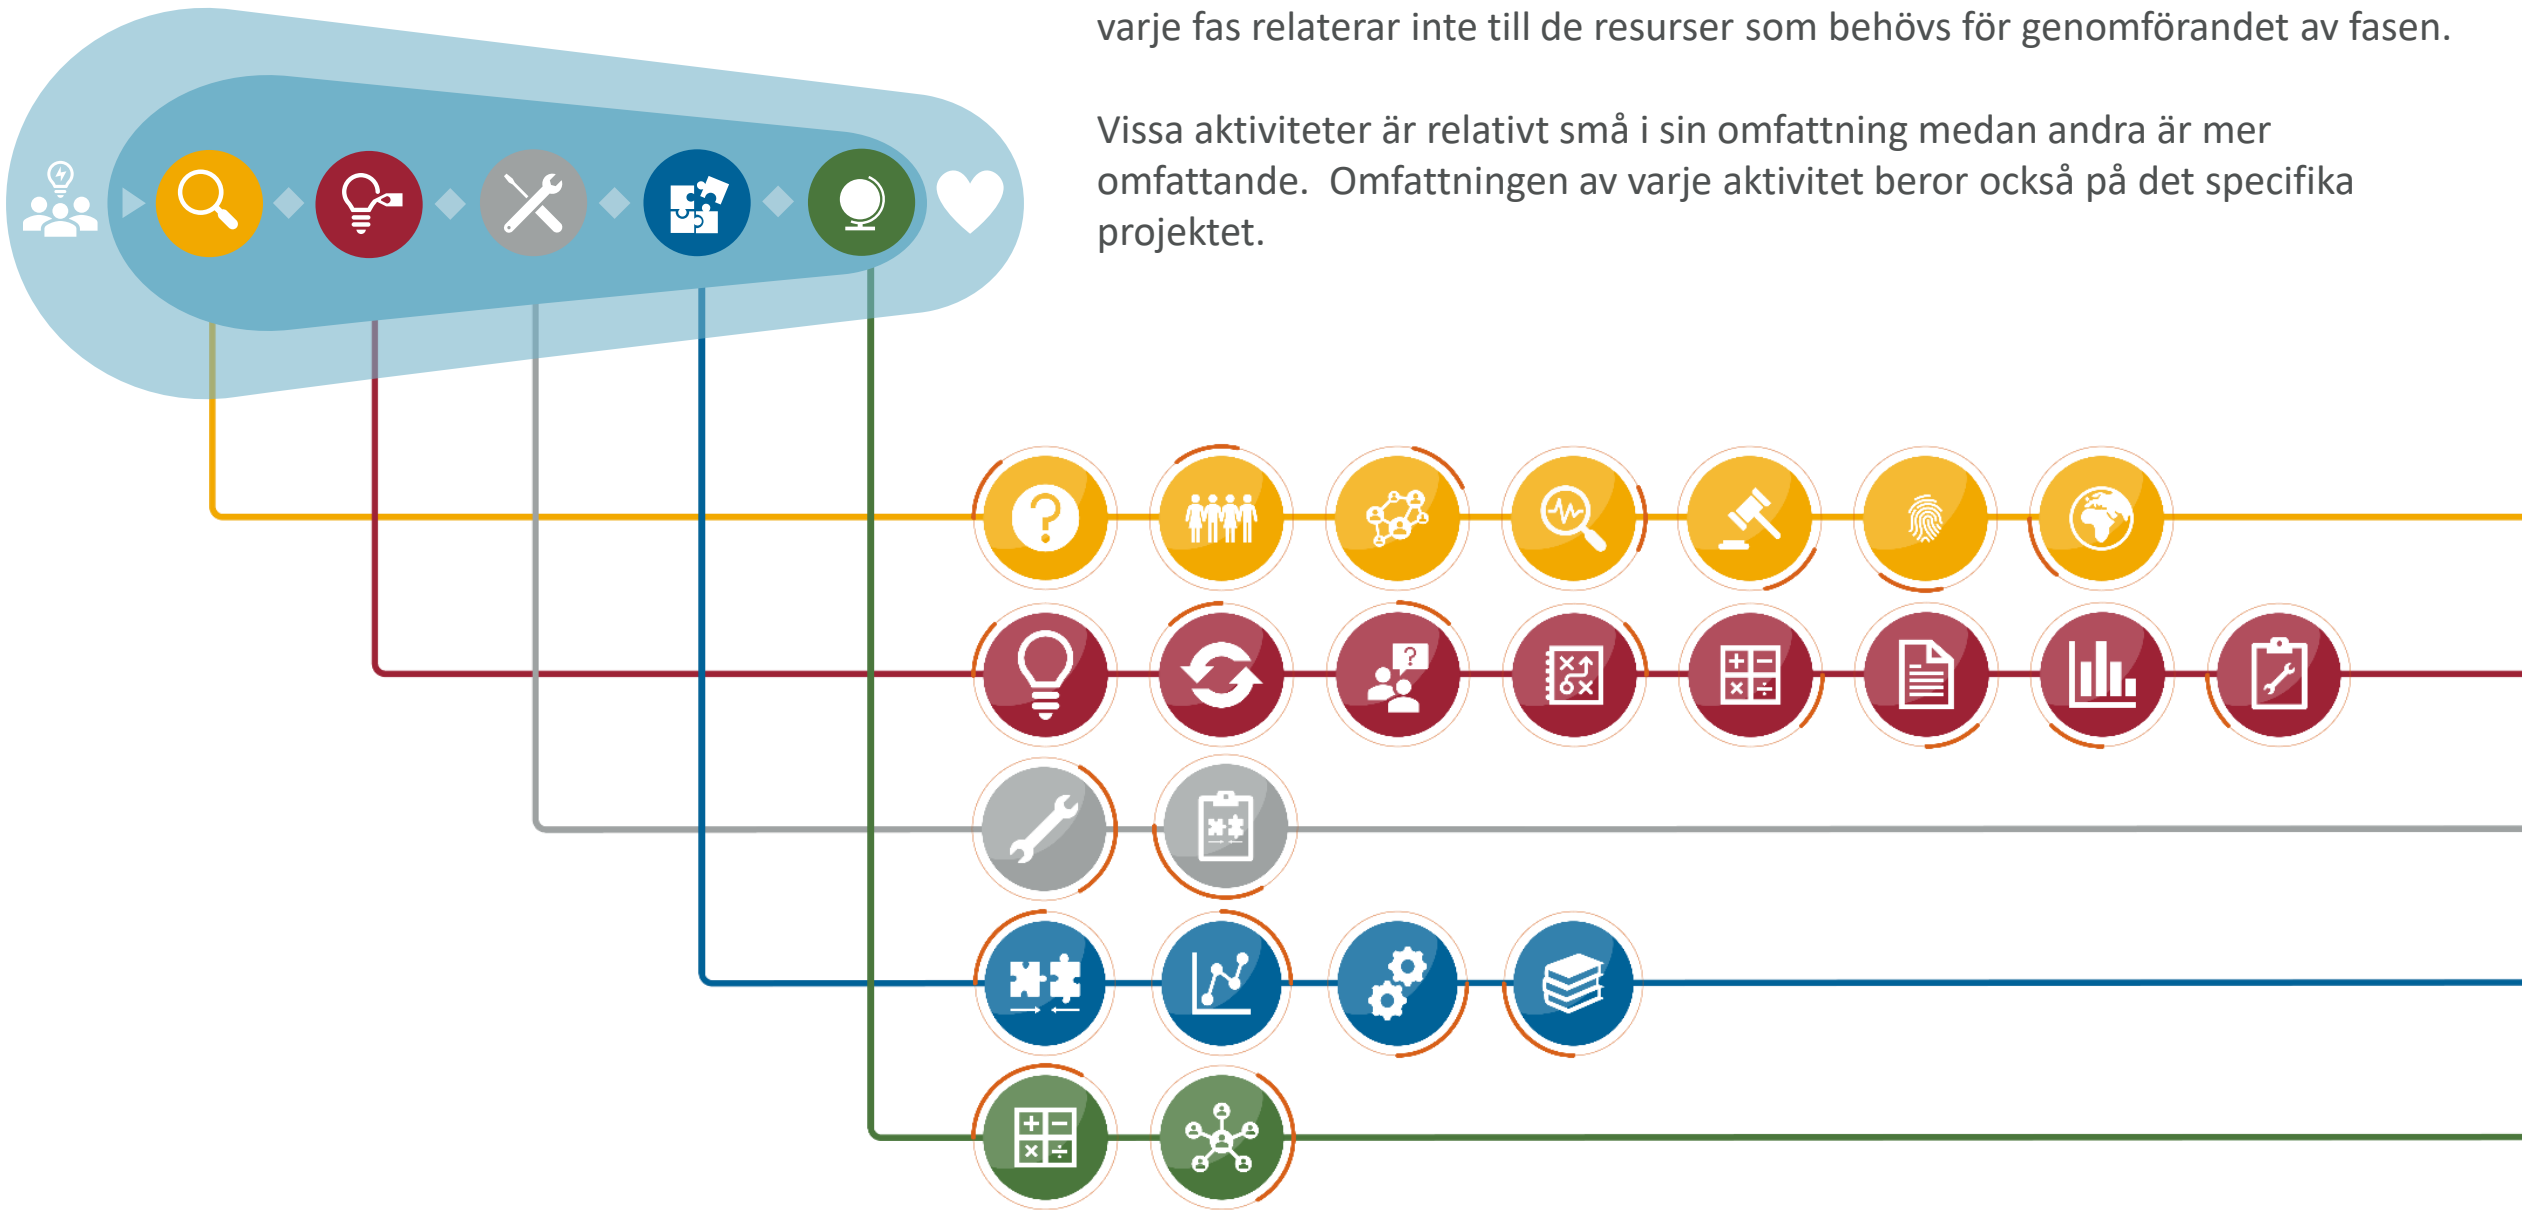 varje fas relaterar inte till de resurser som behövs för genomförandet av fasen.
Vissa aktiviteter är relativt små i sin omfattning medan andra är mer
omfattande.  Omfattningen av varje aktivitet beror också på det specifika
projektet.